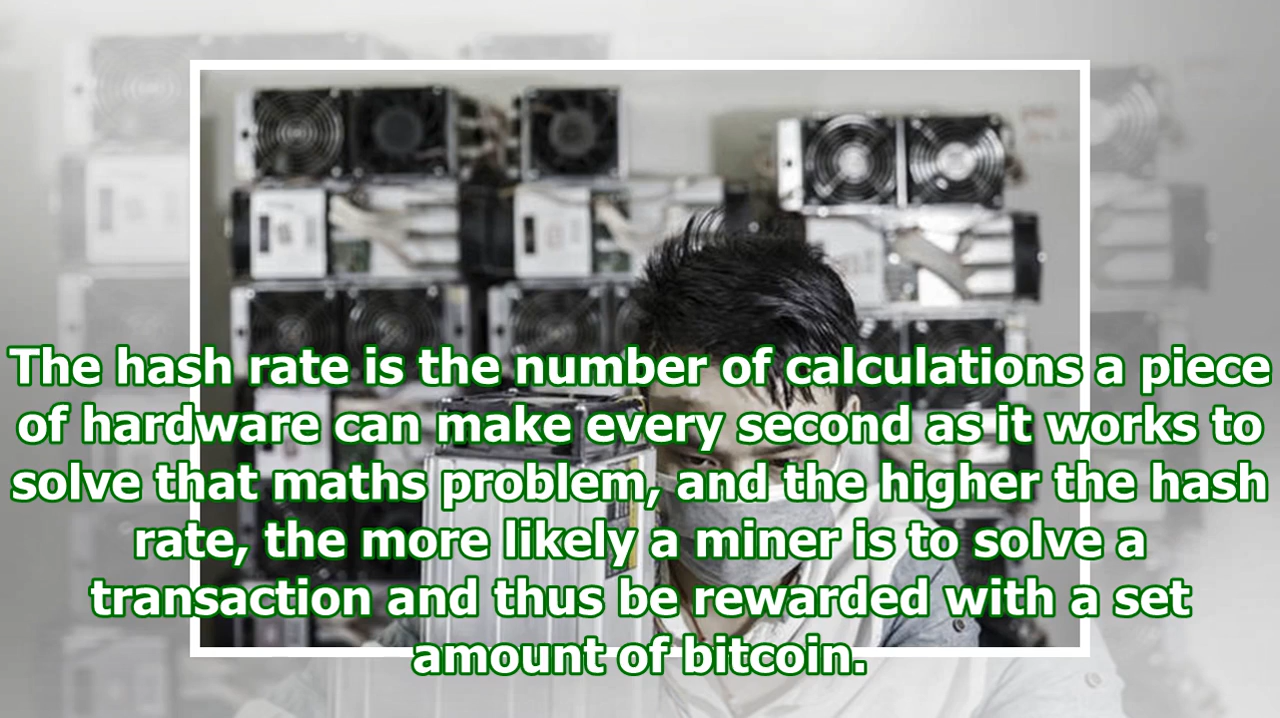 The hash rate is the number of calculations a piece
of hardware can make every second as it works to
solve that maths problem, and the higher the hash
rate, the more likely a miner is to solve a
transaction and thus be rewarded with a set
amount of bitcoin.